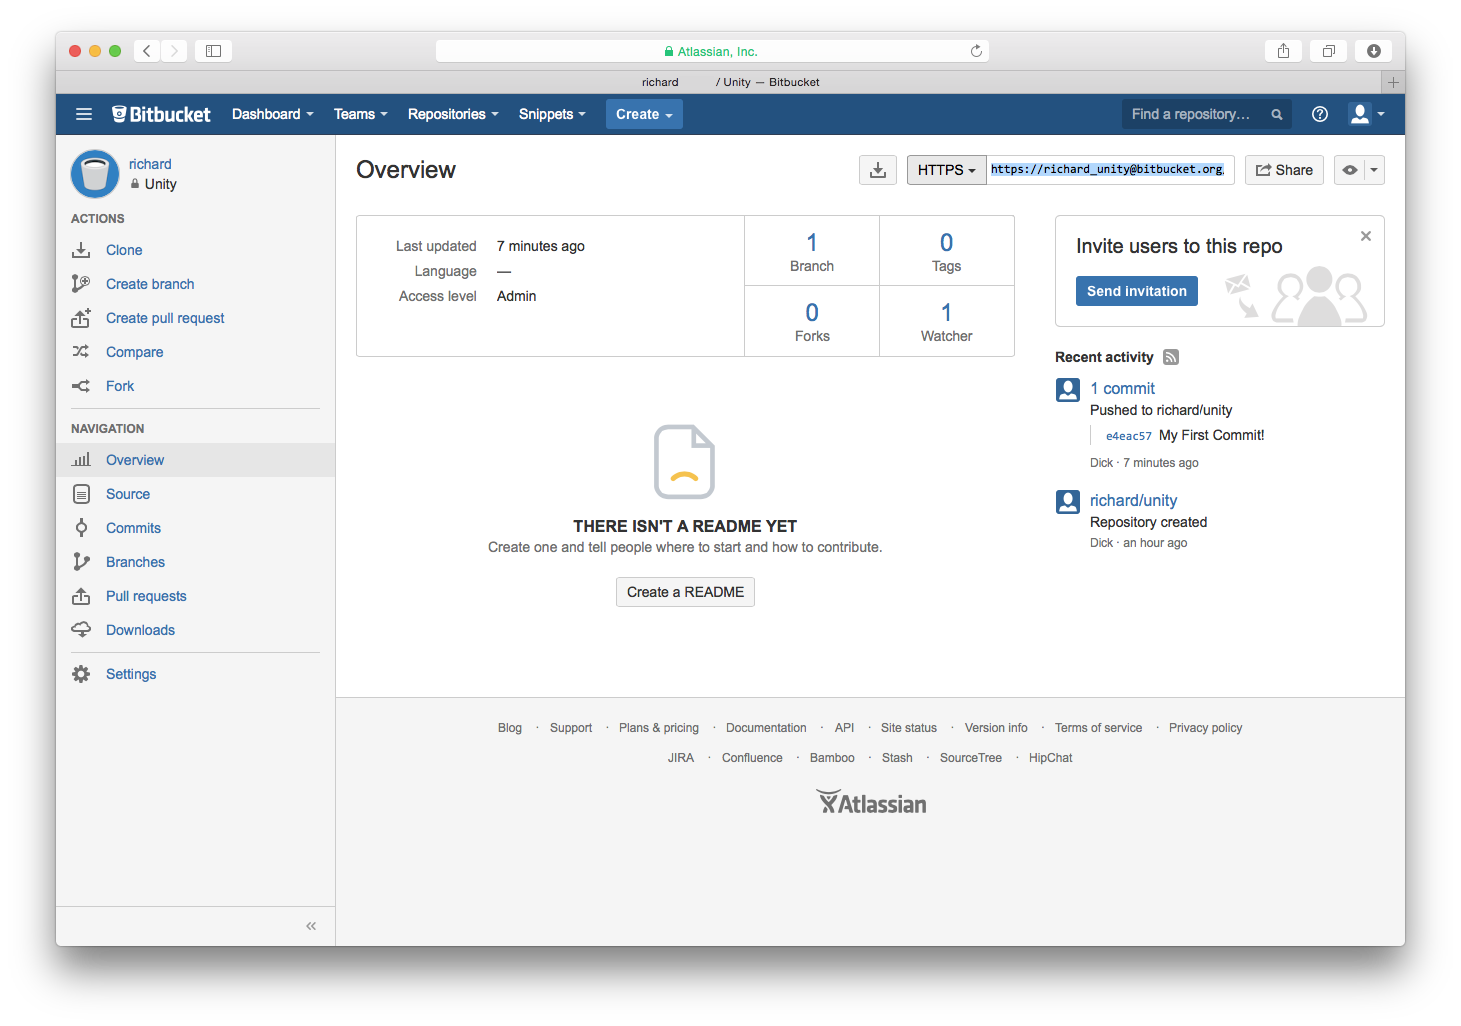 Atlassian, Inc.
richard / Unity — Bitbucket
Bitbucket Dashboard Teams Repositories Snippets Create Find a repository...
richard
Unity
ACTIONS
Clone
Create branch
Create pull request
Compare
Fork
NAVIGATION
Overview
Source
Commits
Branches
Pull requests
Downloads
Settings
Overview
HTTPS https://richard_unity@bitbucket.org. Share
Last updated 7 minutes ago
Language —
Access level Admin
1
Branch
0
Tags
0
Forks
1
Watcher
THERE ISN'T A README YET
Create one and tell people where to start and how to contribute.
Create a README
Invite users to this repo
Send invitation
Recent activity
1 commit
Pushed to richard/unity
e4eac57 My First Commit!
Dick · 7 minutes ago
richard/unity
Repository created
Dick · an hour ago
Blog · Support · Plans & pricing · Documentation · API · Site status · Version info · Terms of service · Privacy policy
JIRA · Confluence · Bamboo · Stash · SourceTree · HipChat
Atlassian